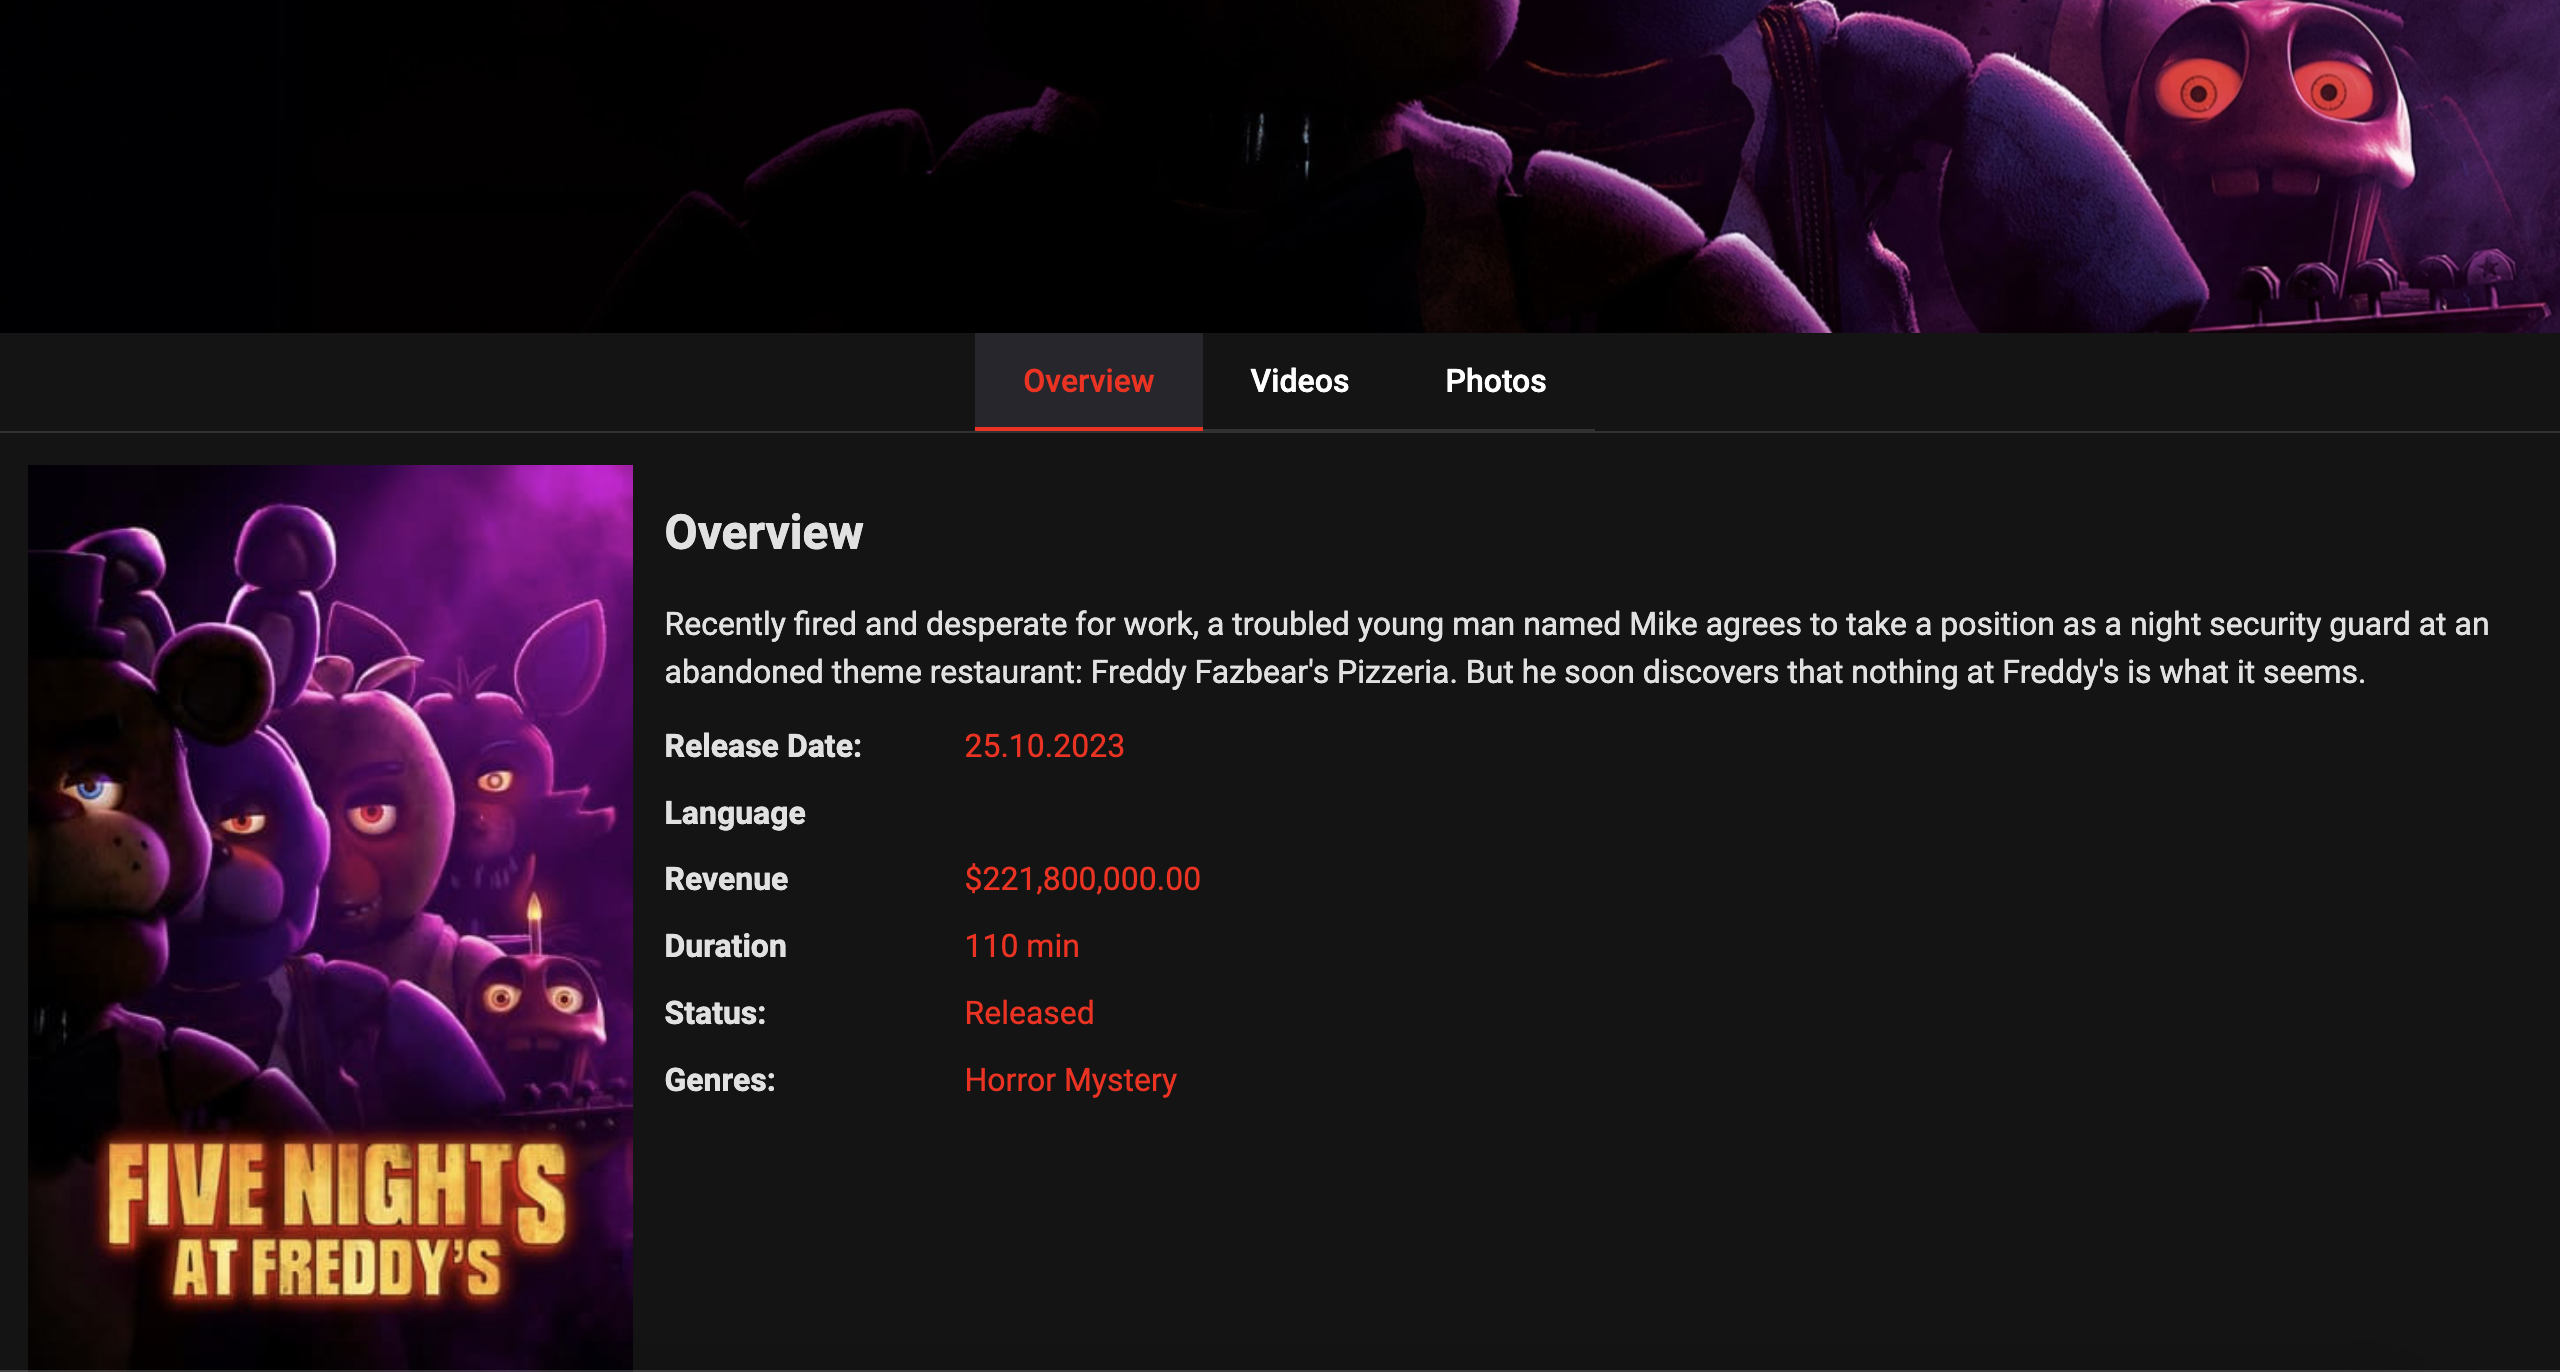 Overview
Videos
Photos
Overview
Recently fired and desperate for work, a troubled young man named Mike agrees to take a position as a night security guard at an
abandoned theme restaurant: Freddy Fazbear's Pizzeria. But he soon discovers that nothing at Freddy's is what it seems.
Release Date: 25.10.2023
Language
Revenue $221,800,000.00
Duration 110 min
Status: Released
Genres: Horror Mystery
FIVE NIGHTS
AT FREDDY'S